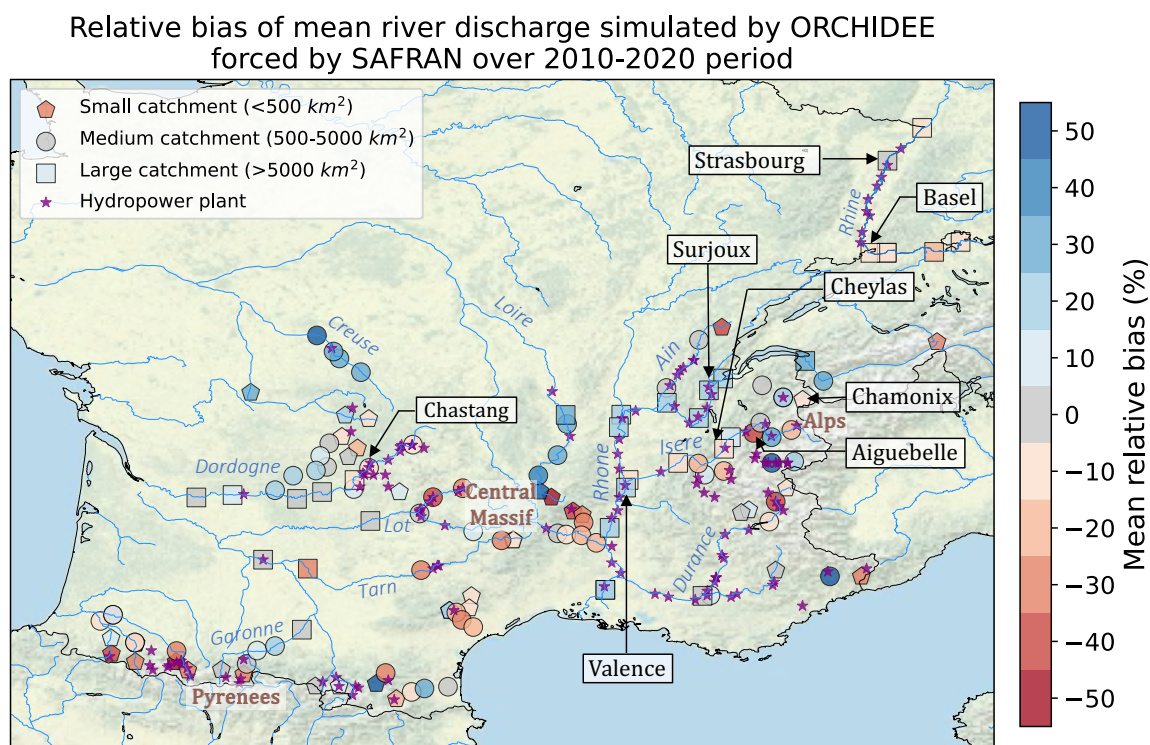 Relative bias of mean river discharge simulated by ORCHIDEE
forced by SAFRAN over 2010-2020 period
Small catchment (<500 km²)
Medium catchment (500-5000 km²)
Large catchment (>5000 km²)
Hydropower plant
Strasbourg
Basel
Rhine
Surjoux
Cheylas
Loire
Creuse
Ain
Chastang
Chamonix
Alps
Aiguebelle
Isere
Dordogne
Rhone
Central
Massif
Lot
Durance
Tarn
Garonne
Valence
Pyrenees
50
40
30
20
10
0
−10
−20
−30
−40
−50
Mean relative bias (%)